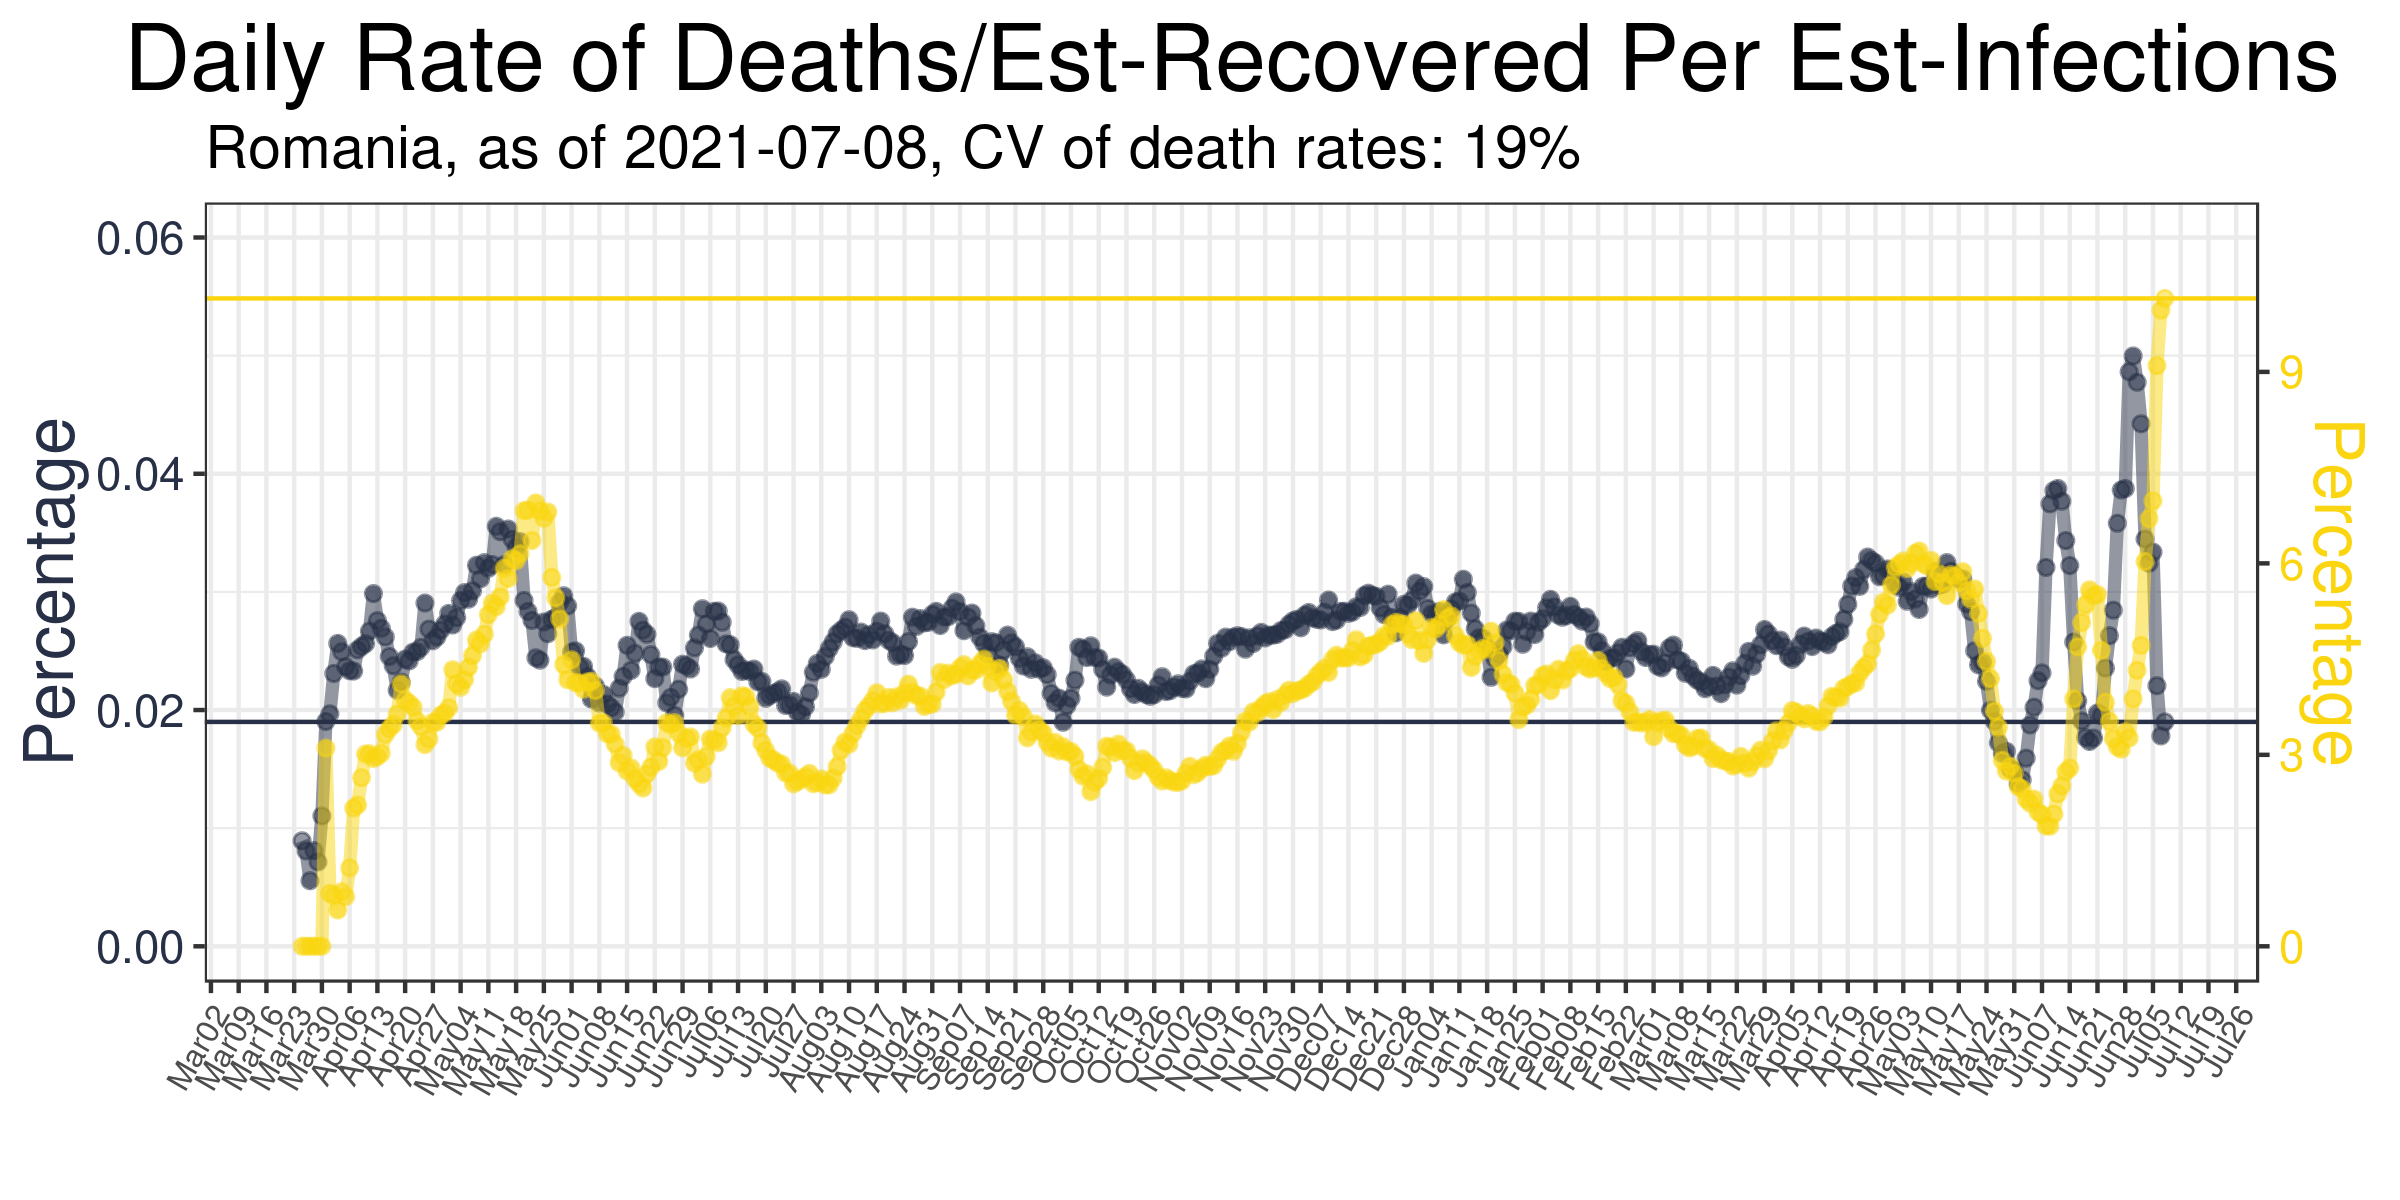 Daily Rate of Deaths/Est-Recovered Per Est-Infections
Romania, as of 2021-07-08, CV of death rates: 19%
Percentage
0.06
0.04
0.02
0.00
9
6
3
0
Percentage
Mar02
Mar09
Mar16
Mar23
Mar30
Apr06
Apr13
Apr20
Apr27
May04
May11
May18
May25
Jun01
Jun08
Jun15
Jun22
Jun29
Jul06
Jul13
Jul20
Jul27
Aug03
Aug10
Aug17
Aug24
Aug31
Sep07
Sep14
Sep21
Sep28
Oct05
Oct12
Oct19
Oct26
Nov02
Nov09
Nov16
Nov23
Nov30
Dec07
Dec14
Dec21
Dec28
Jan04
Jan11
Jan18
Jan25
Feb01
Feb08
Feb15
Feb22
Mar01
Mar08
Mar15
Mar22
Mar29
Apr05
Apr12
Apr19
Apr26
May03
May10
May17
May24
May31
Jun07
Jun14
Jun21
Jun28
Jul05
Jul12
Jul19
Jul26